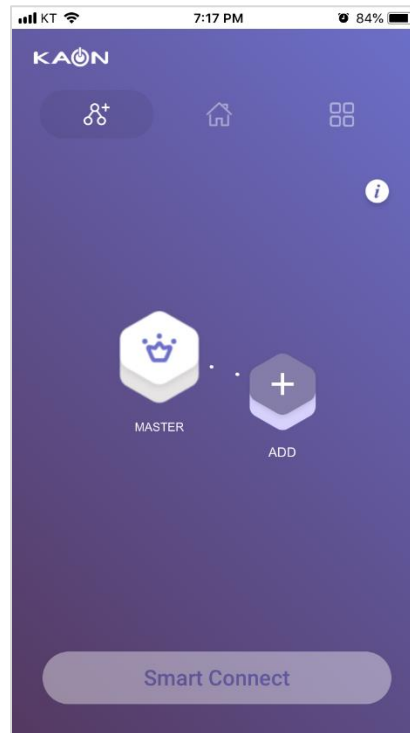 KT 7:17 PM 84%
KAON
i
MASTER
ADD
Smart Connect